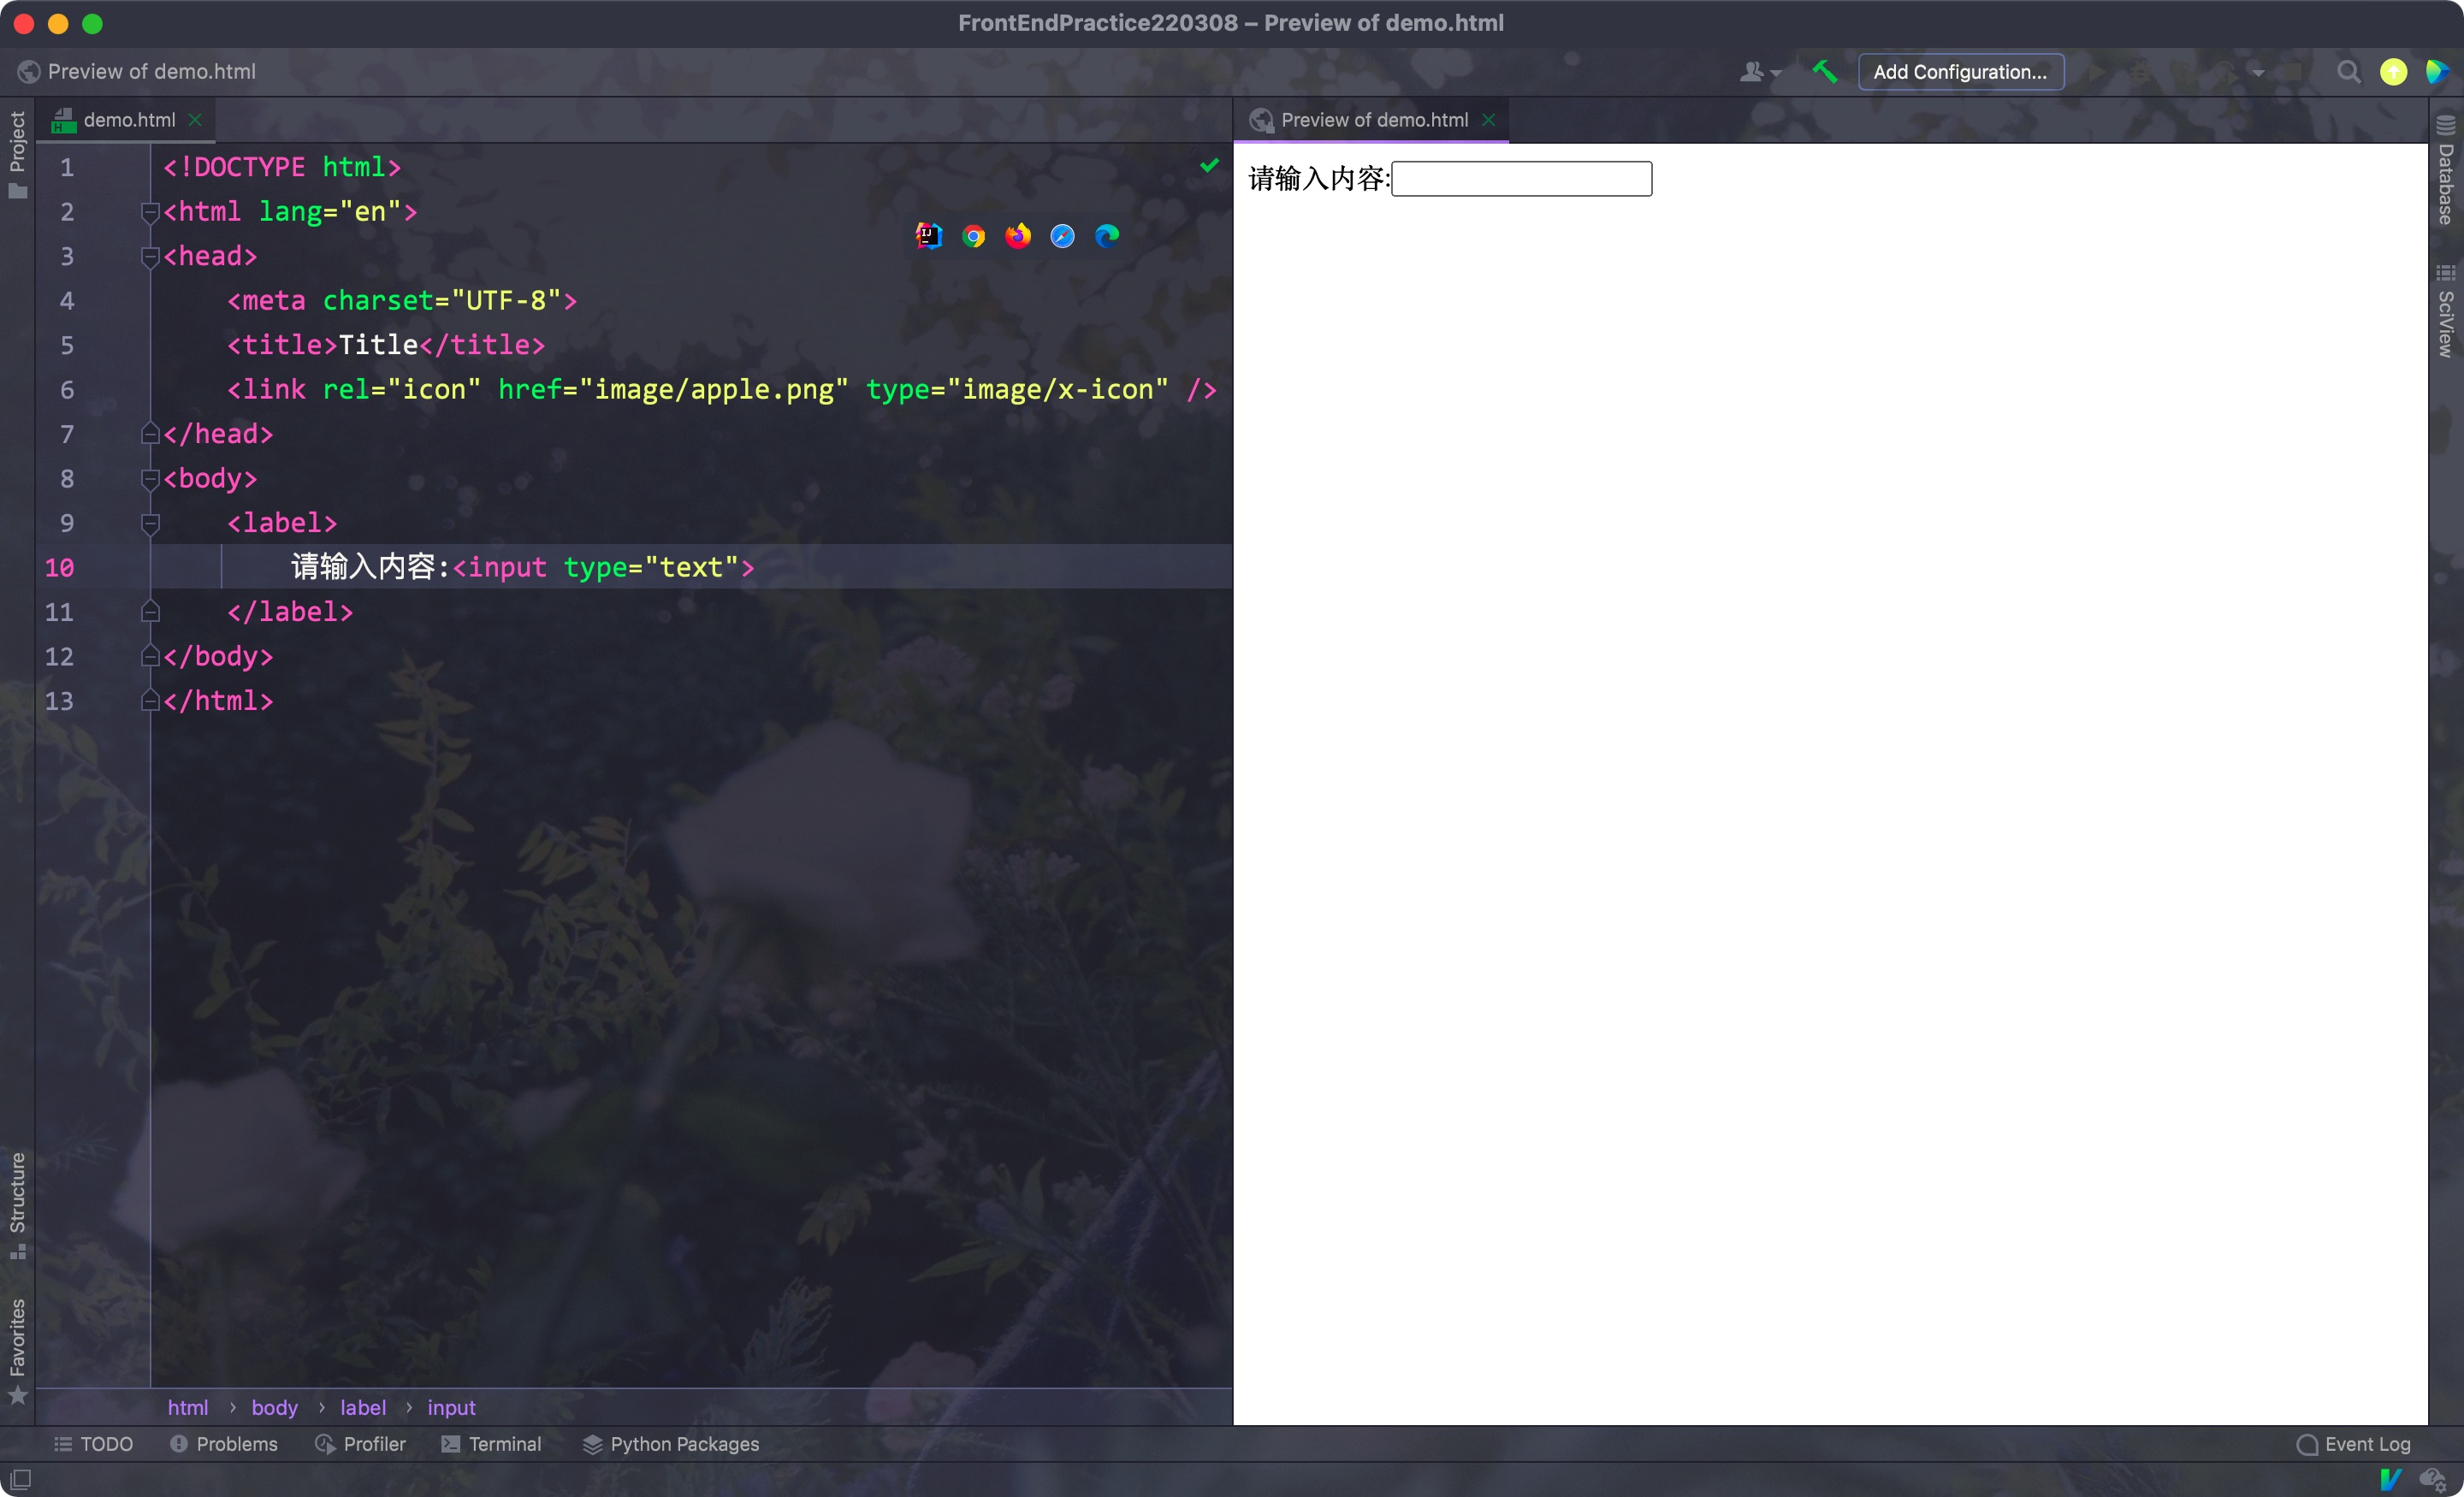 FrontEndPractice220308 – Preview of demo.html
Preview of demo.html
Add Configuration...
Project
demo.html
Preview of demo.html
1 <!DOCTYPE html>
2 <html lang="en">
3 <head>
4 <meta charset="UTF-8">
5 <title>Title</title>
6 <link rel="icon" href="image/apple.png" type="image/x-icon" />
7 </head>
8 <body>
9 <label>
10 请输入内容:<input type="text">
11 </label>
12 </body>
13 </html>
请输入内容:
Database
SciView
Structure
Favorites
html › body › label › input
TODO Problems Profiler Terminal Python Packages Event Log